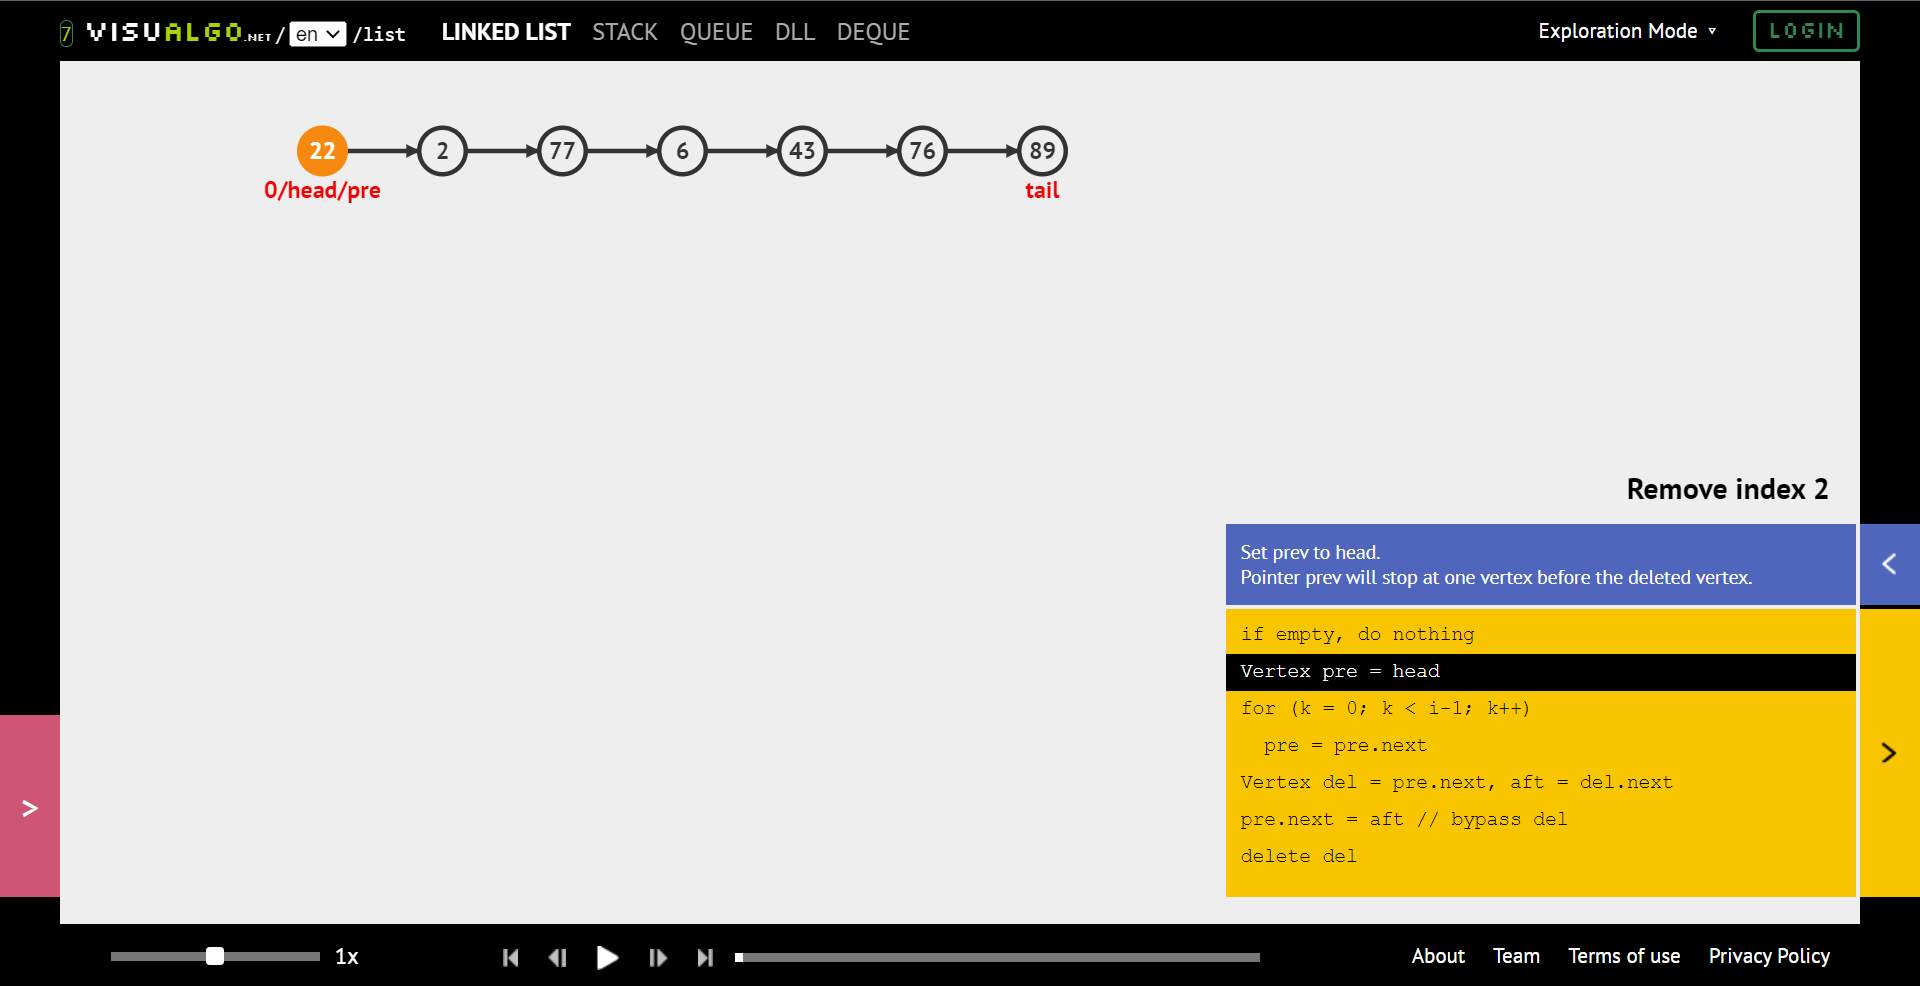 7 VISUALGO.NET / en /list LINKED LIST STACK QUEUE DLL DEQUE Exploration Mode ▾ LOGIN
22 2 77 6 43 76 89
0/head/pre tail
Remove index 2
Set prev to head.
Pointer prev will stop at one vertex before the deleted vertex.
<
if empty, do nothing
Vertex pre = head
for (k = 0; k < i-1; k++)
pre = pre.next
Vertex del = pre.next, aft = del.next
pre.next = aft // bypass del
delete del
>
>
1x About Team Terms of use Privacy Policy